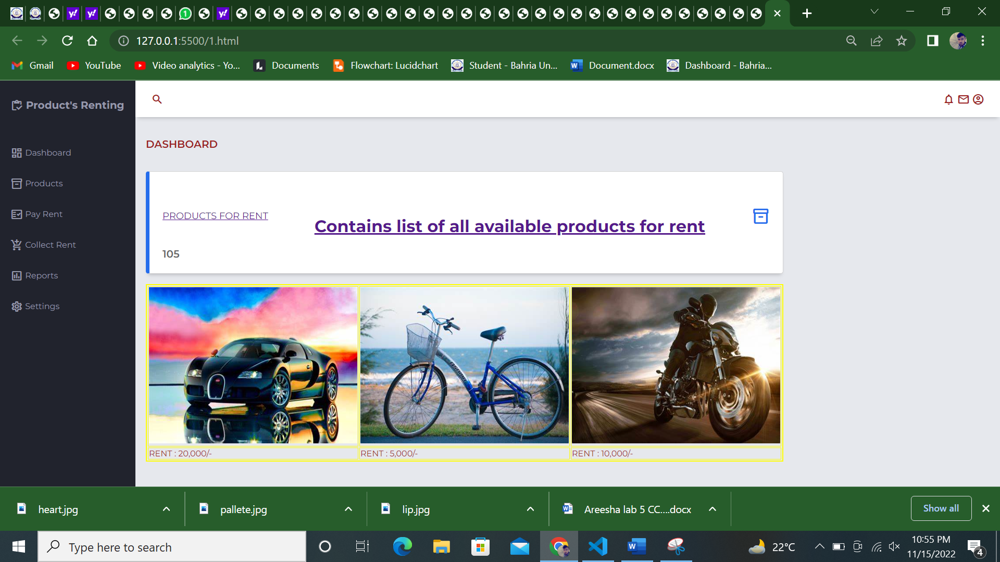 1
127.0.0.1:5500/1.html
Gmail
YouTube
Video analytics - Yo...
Documents
Flowchart: Lucidchart
Student - Bahria Un...
Document.docx
Dashboard - Bahria...
Product's Renting
Dashboard
Products
Pay Rent
Collect Rent
Reports
Settings
DASHBOARD
PRODUCTS FOR RENT
Contains list of all available products for rent
105
RENT : 20,000/-
RENT : 5,000/-
RENT : 10,000/-
heart.jpg
pallete.jpg
lip.jpg
Areesha lab 5 CC....docx
Show all
Type here to search
22°C
10:55 PM
11/15/2022
4